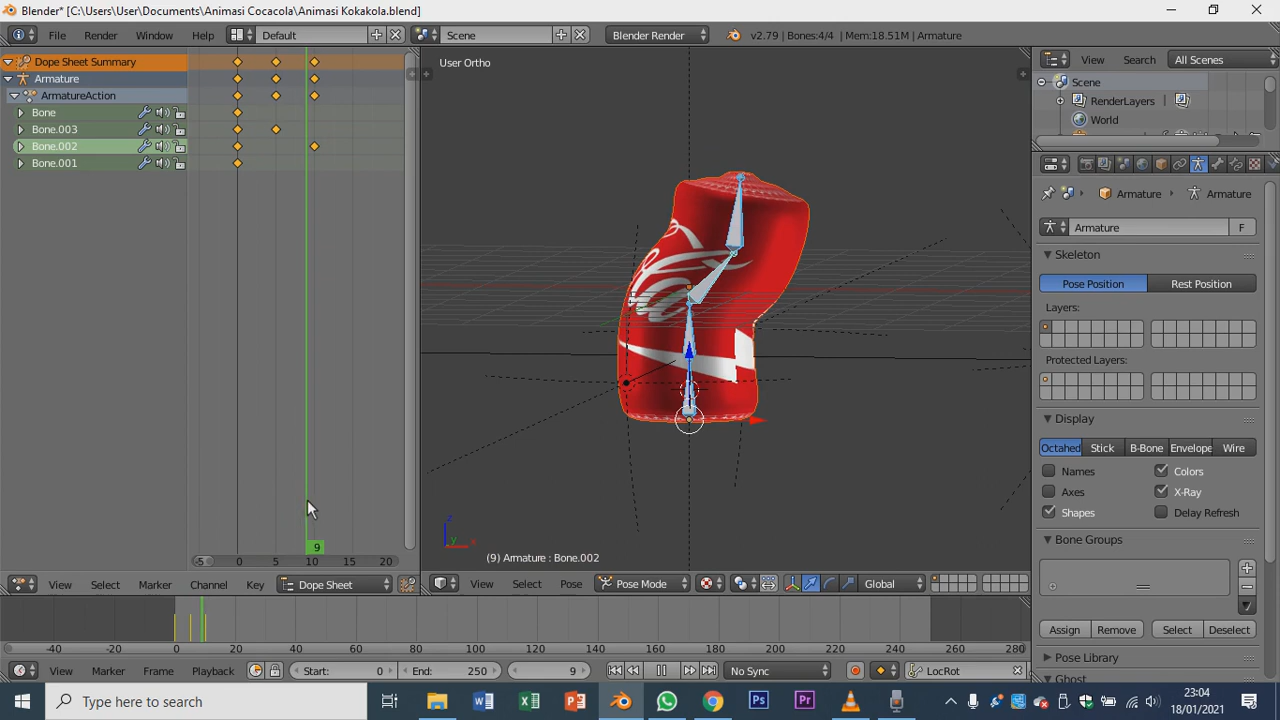 Blender* [C:\Users\User\Documents\Animasi Cocacola\Animasi Kokakola.blend]
File Render Window Help Default Scene Blender Render v2.79 | Bones:4/4 | Mem:18.51M | Armature
Dope Sheet Summary
Armature
ArmatureAction
Bone
Bone.003
Bone.002
Bone.001
9
-5 0 5 10 15 20
View Select Marker Channel Key Dope Sheet
User Ortho
(9) Armature : Bone.002
z
y x
View Select Pose Pose Mode Global
View Search All Scenes
Scene
RenderLayers
World
Armature Armature
Armature F
Skeleton
Pose Position Rest Position
Layers:
Protected Layers:
Display
Octahed Stick B-Bone Envelope Wire
Names Colors
Axes X-Ray
Shapes Delay Refresh
Bone Groups
Assign Remove Select Deselect
Pose Library
Ghost
-40 -20 0 20 40 60 80 100 120 140 160 180 200 220 240 260 280
View Marker Frame Playback Start: 0 End: 250 9 No Sync LocRot
Type here to search
23:04
18/01/2021